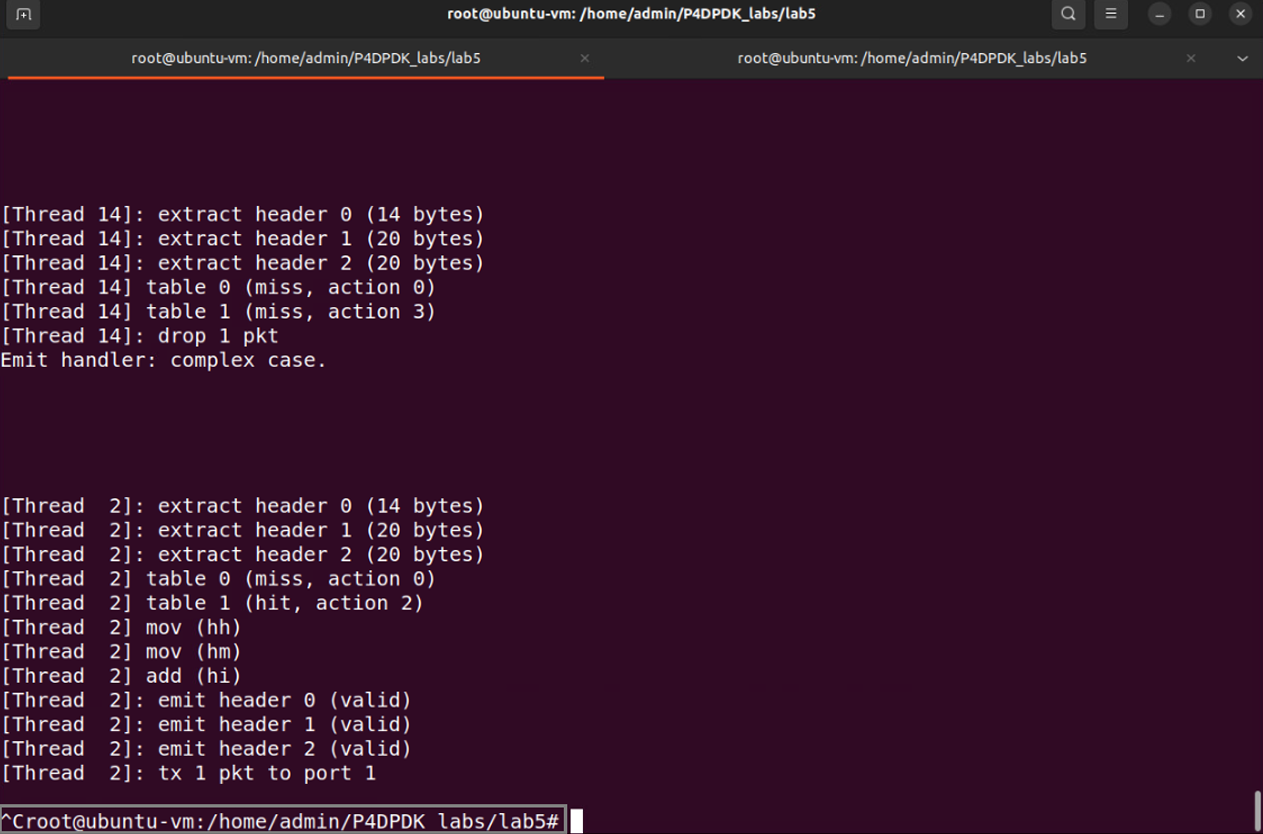 root@ubuntu-vm: /home/admin/P4DPDK_labs/lab5
root@ubuntu-vm: /home/admin/P4DPDK_labs/lab5
root@ubuntu-vm: /home/admin/P4DPDK_labs/lab5
[Thread 14]: extract header 0 (14 bytes)
[Thread 14]: extract header 1 (20 bytes)
[Thread 14]: extract header 2 (20 bytes)
[Thread 14] table 0 (miss, action 0)
[Thread 14] table 1 (miss, action 3)
[Thread 14]: drop 1 pkt
Emit handler: complex case.
[Thread  2]: extract header 0 (14 bytes)
[Thread  2]: extract header 1 (20 bytes)
[Thread  2]: extract header 2 (20 bytes)
[Thread  2] table 0 (miss, action 0)
[Thread  2] table 1 (hit, action 2)
[Thread  2] mov (hh)
[Thread  2] mov (hm)
[Thread  2] add (hi)
[Thread  2]: emit header 0 (valid)
[Thread  2]: emit header 1 (valid)
[Thread  2]: emit header 2 (valid)
[Thread  2]: tx 1 pkt to port 1
^Croot@ubuntu-vm:/home/admin/P4DPDK_labs/lab5#